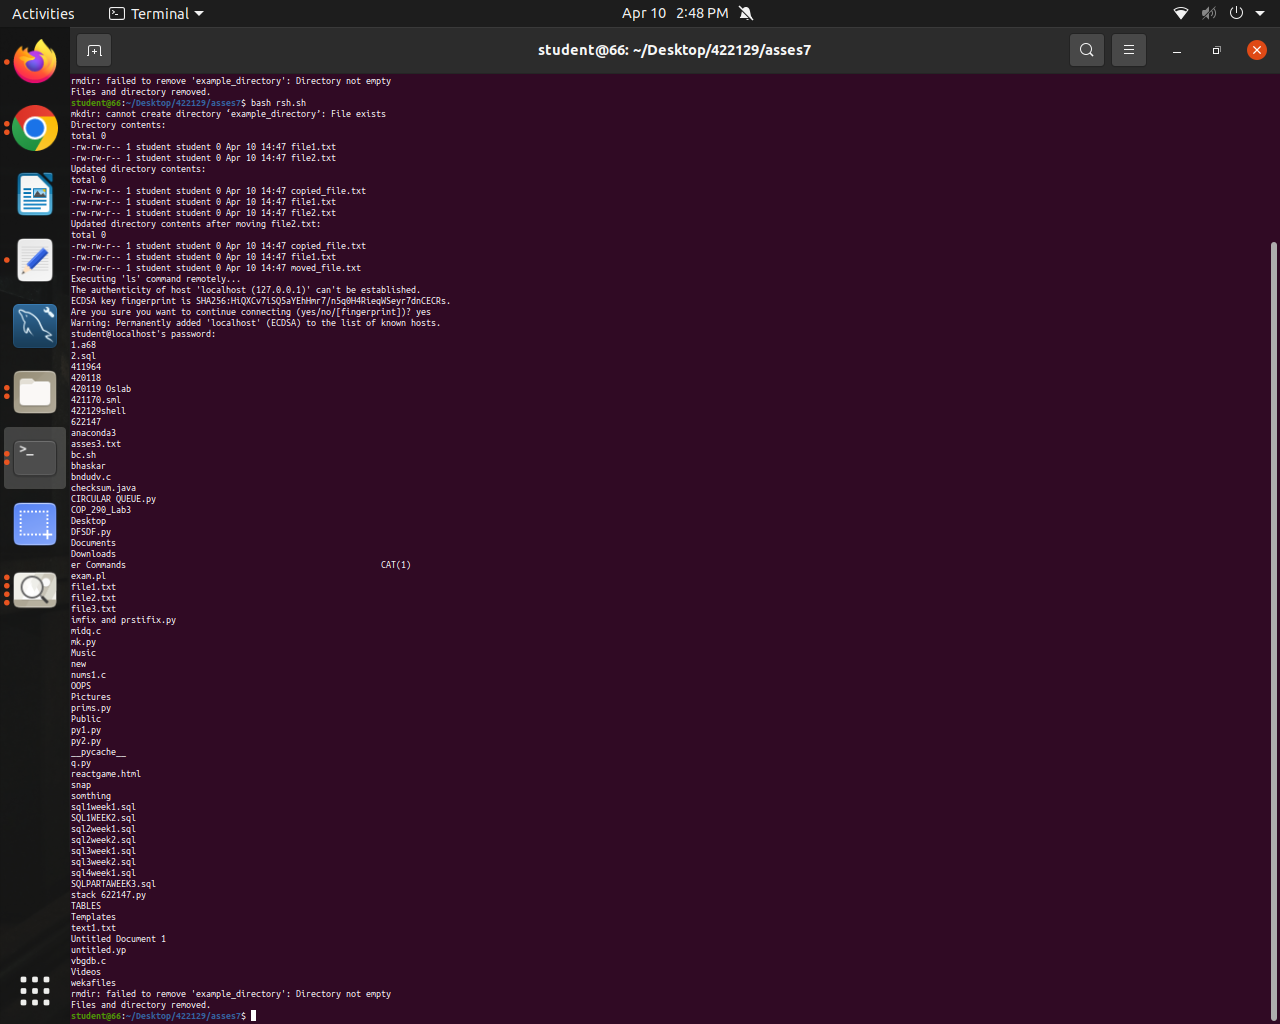 Activities
Terminal
Apr 10 2:48 PM
student@66: ~/Desktop/422129/asses7
rmdir: failed to remove 'example_directory': Directory not empty
Files and directory removed.
student@66:~/Desktop/422129/asses7$ bash rsh.sh
mkdir: cannot create directory ‘example_directory’: File exists
Directory contents:
total 0
-rw-rw-r-- 1 student student 0 Apr 10 14:47 file1.txt
-rw-rw-r-- 1 student student 0 Apr 10 14:47 file2.txt
Updated directory contents:
total 0
-rw-rw-r-- 1 student student 0 Apr 10 14:47 copied_file.txt
-rw-rw-r-- 1 student student 0 Apr 10 14:47 file1.txt
-rw-rw-r-- 1 student student 0 Apr 10 14:47 file2.txt
Updated directory contents after moving file2.txt:
total 0
-rw-rw-r-- 1 student student 0 Apr 10 14:47 copied_file.txt
-rw-rw-r-- 1 student student 0 Apr 10 14:47 file1.txt
-rw-rw-r-- 1 student student 0 Apr 10 14:47 moved_file.txt
Executing 'ls' command remotely...
The authenticity of host 'localhost (127.0.0.1)' can't be established.
ECDSA key fingerprint is SHA256:HiQXCv7iSQ5aYEhHmr7/n5q0H4RieqWSeyr7dnCECRs.
Are you sure you want to continue connecting (yes/no/[fingerprint])? yes
Warning: Permanently added 'localhost' (ECDSA) to the list of known hosts.
student@localhost's password:
1.a68
2.sql
411964
420118
420119 Oslab
421170.sml
422129shell
622147
anaconda3
asses3.txt
bc.sh
bhaskar
bndudv.c
checksum.java
CIRCULAR QUEUE.py
COP_290_Lab3
Desktop
DFSDF.py
Documents
Downloads
er Commands CAT(1)
exam.pl
file1.txt
file2.txt
file3.txt
imfix and prstifix.py
midq.c
mk.py
Music
new
nums1.c
OOPS
Pictures
prims.py
Public
py1.py
py2.py
__pycache__
q.py
reactgame.html
snap
somthing
sql1week1.sql
SQL1WEEK2.sql
sql2week1.sql
sql2week2.sql
sql3week1.sql
sql3week2.sql
sql4week1.sql
SQLPARTAWEEK3.sql
stack 622147.py
TABLES
Templates
text1.txt
Untitled Document 1
untitled.yp
vbgdb.c
Videos
wekafiles
rmdir: failed to remove 'example_directory': Directory not empty
Files and directory removed.
student@66:~/Desktop/422129/asses7$